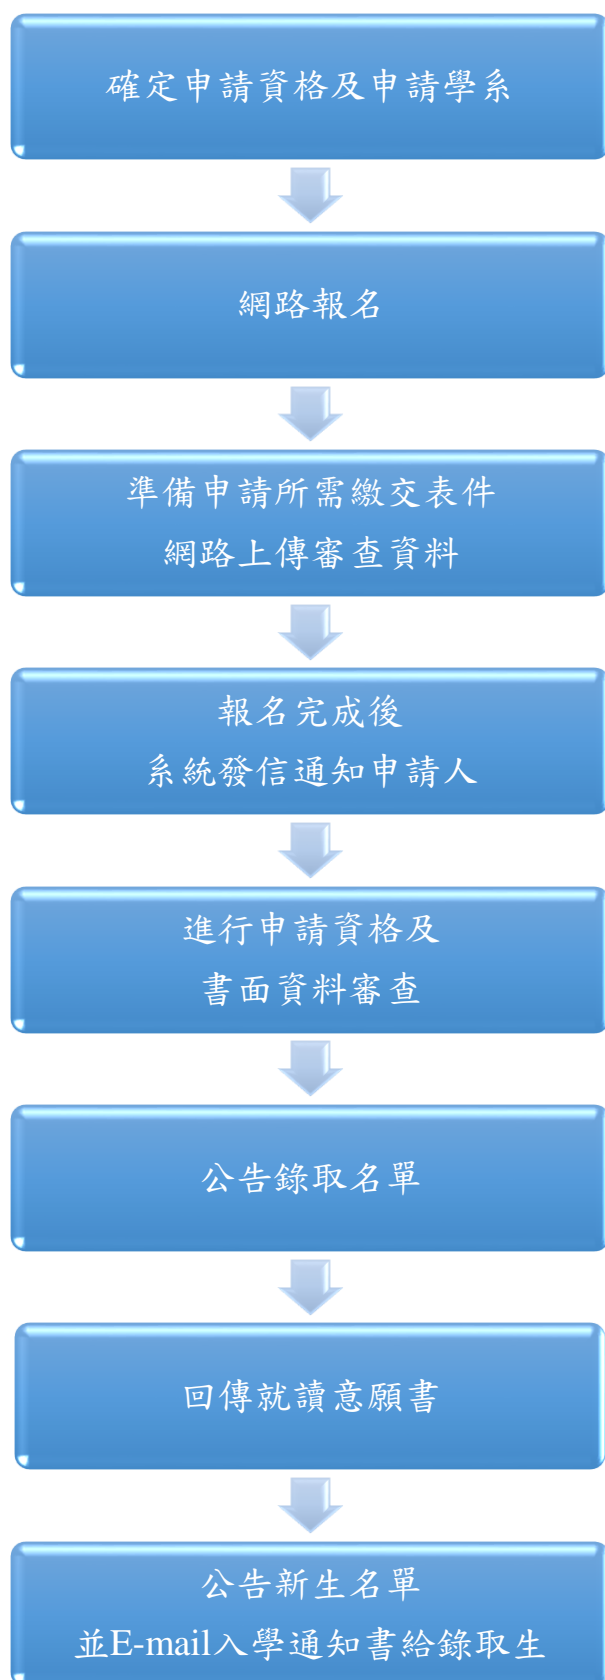 確定申請資格及申請學系
網路報名
準備申請所需繳交表件
網路上傳審查資料
報名完成後
系統發信通知申請人
進行申請資格及
書面資料審查
公告錄取名單
回傳就讀意願書
公告新生名單
並E-mail入學通知書給錄取生